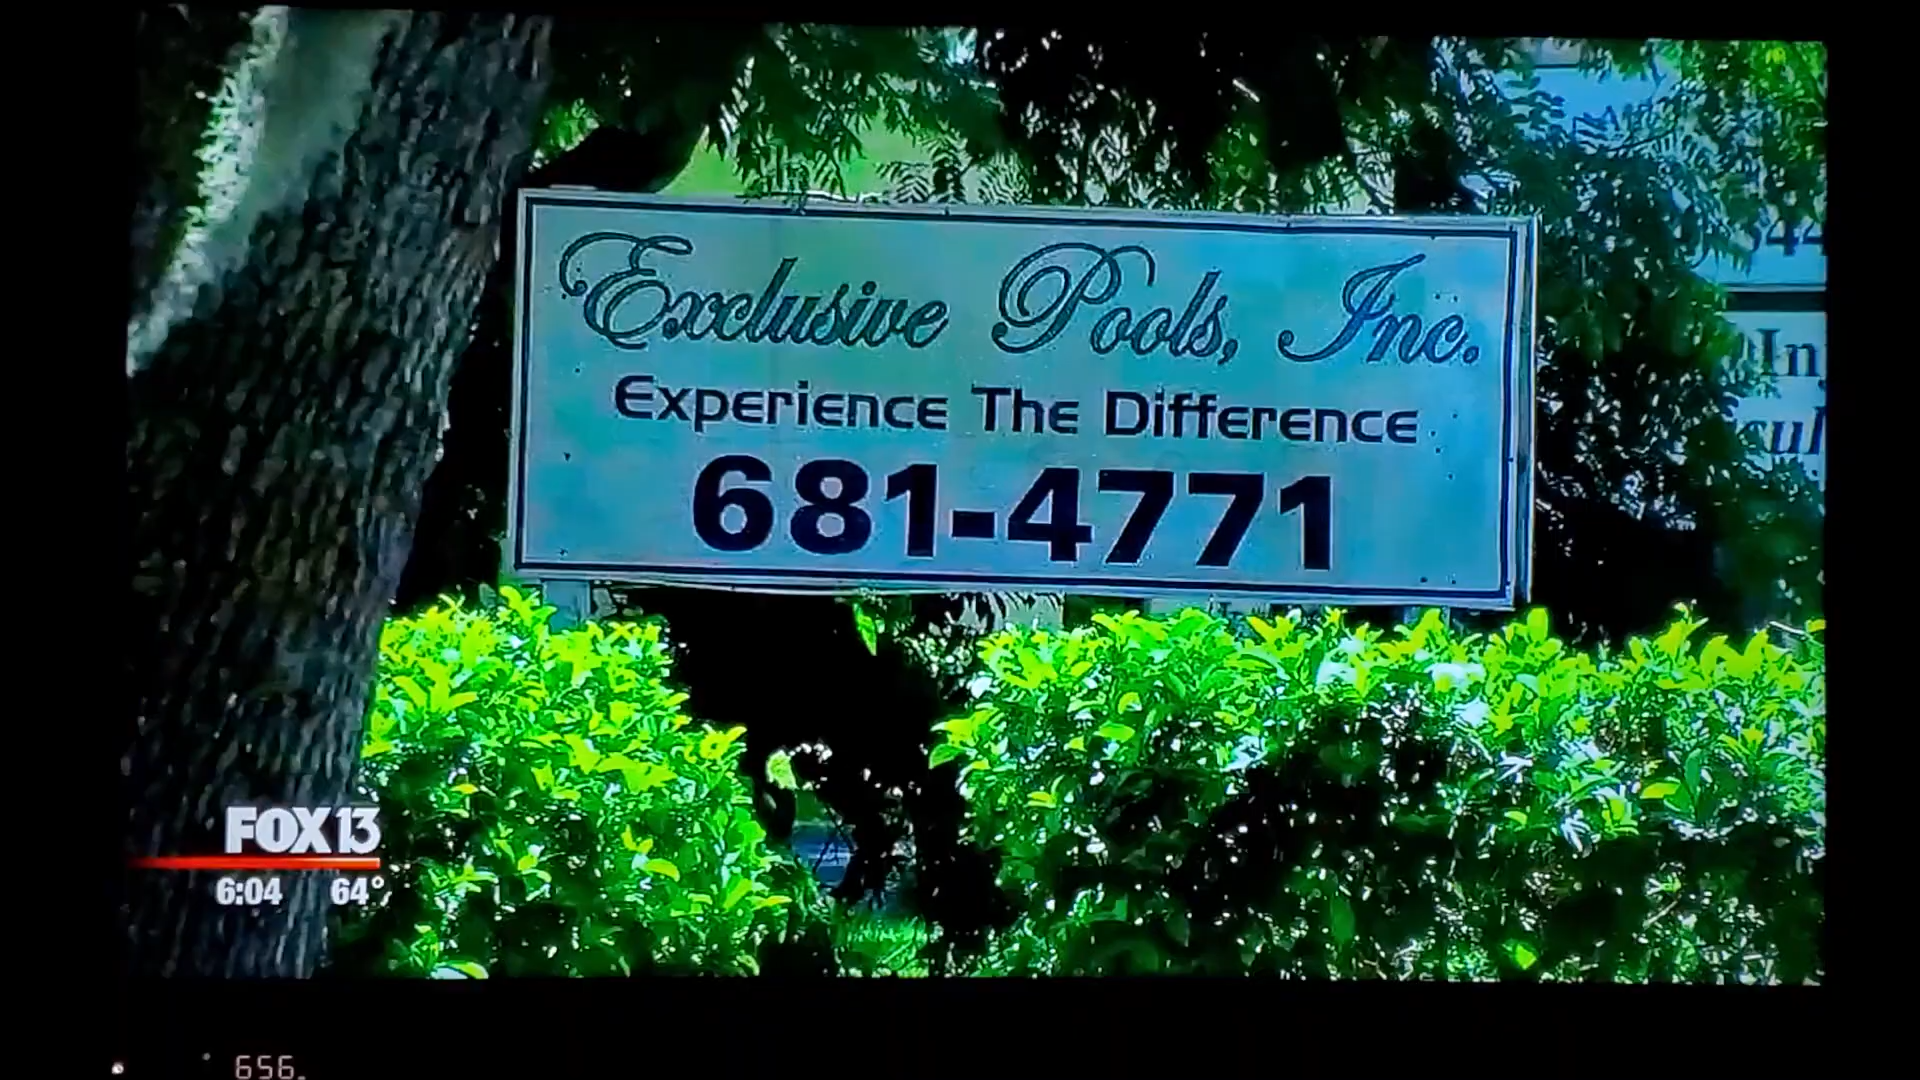 Exclusive Pools, Inc.
Experience The Difference
681-4771
FOX13
6:04 64°
656